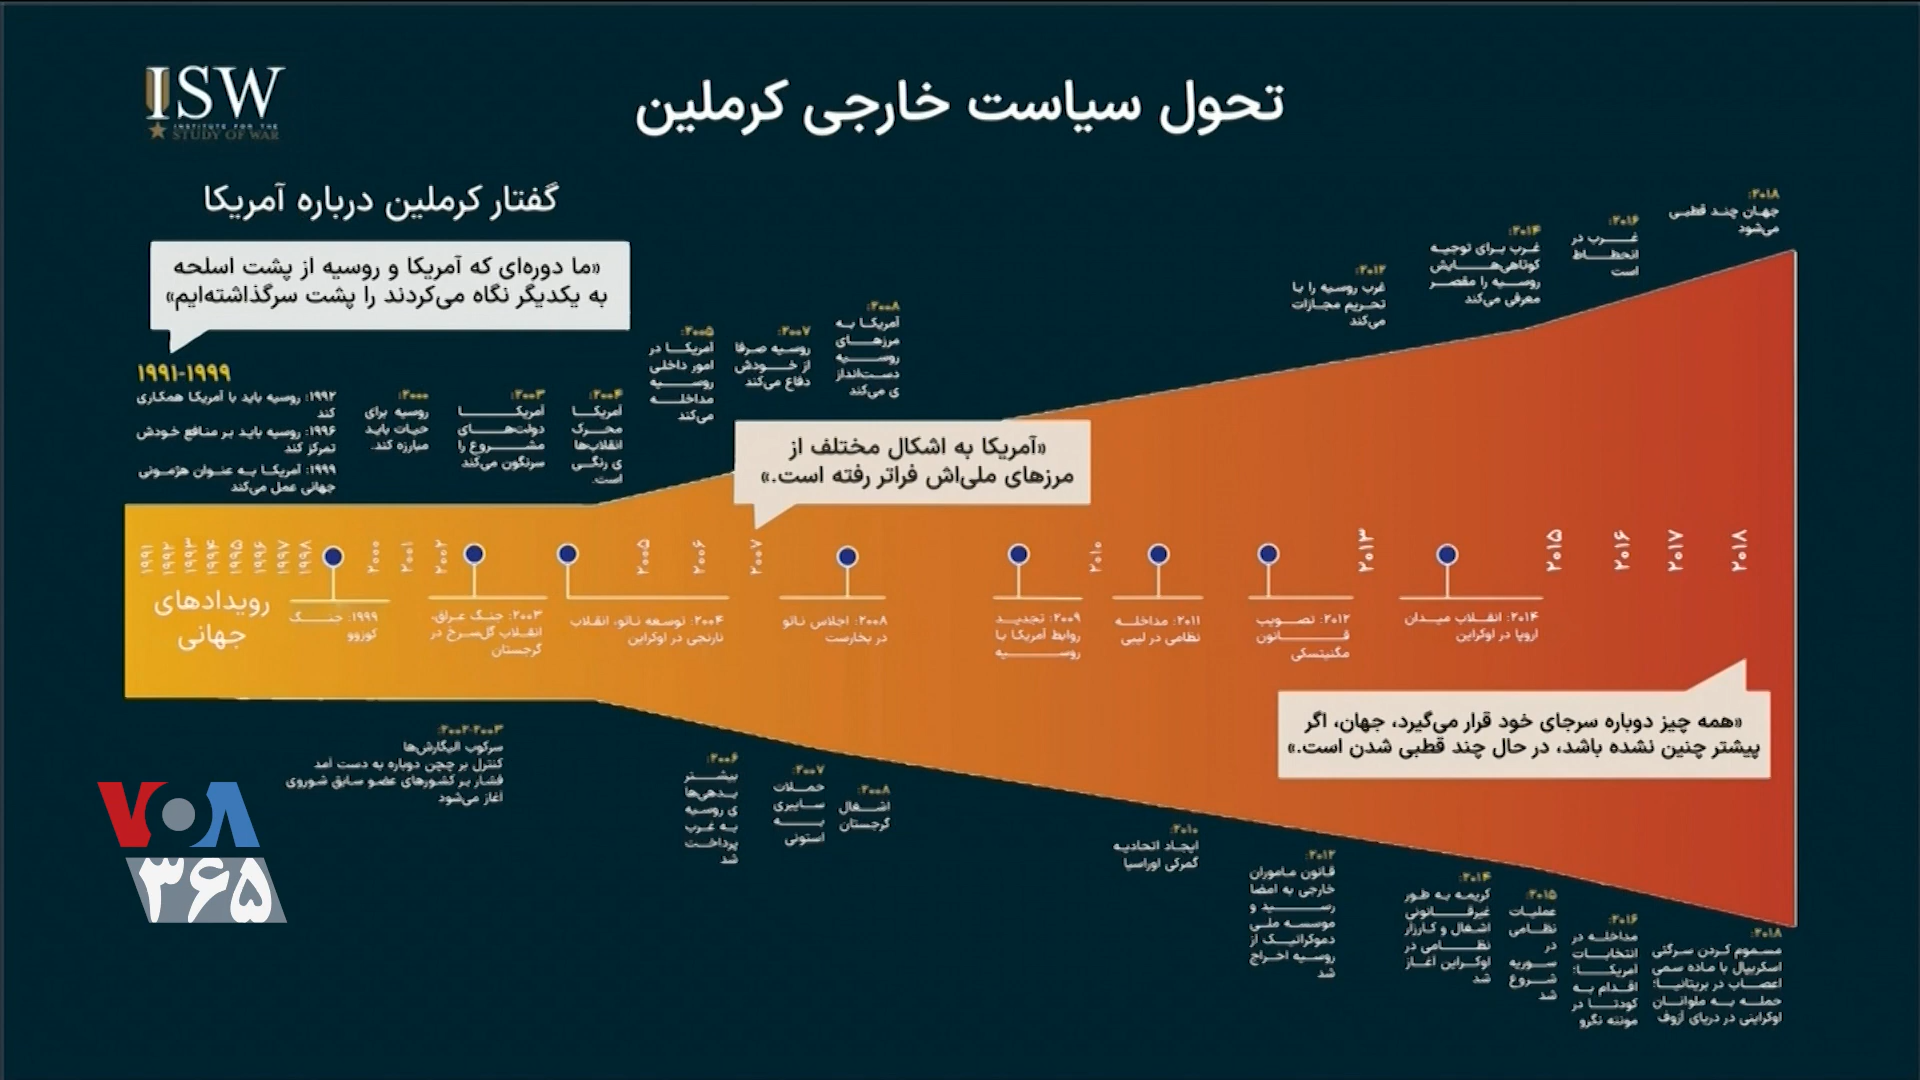 ISW
INSTITUTE FOR THE
STUDY OF WAR
تحول سیاست خارجی کرملین
گفتار کرملین درباره آمریکا
«ما دوره‌ای که آمریکا و روسیه از پشت اسلحه
به یکدیگر نگاه می‌کردند را پشت سرگذاشته‌ایم»
۱۹۹۱-۱۹۹۹
۱۹۹۲: روسیه باید با آمریکا همکاری
کند
۱۹۹۶: روسیه باید بر منافع خودش
تمرکز کند
۱۹۹۹: آمریکا به عنوان هژمونی
جهانی عمل می‌کند
۲۰۰۰:
روسیه برای
حیات باید
مبارزه کند.
۲۰۰۳:
آمریکا
دولت‌های
مشروع را
سرنگون می‌کند
۲۰۰۴:
آمریکا
محرک
انقلاب‌ها
ی رنگی
است.
۲۰۰۵:
آمریکا در
امور داخلی
روسیه
مداخله
می‌کند
۲۰۰۷:
روسیه صرفا
از خودش
دفاع می‌کند
۲۰۰۸:
آمریکا به
مرزهای
روسیه
دست‌انداز
ی می‌کند
۲۰۱۲:
غرب روسیه را با
تحریم مجازات
می‌کند
۲۰۱۴:
غرب برای توجیه
کوتاهی‌هایش
روسیه را مقصر
معرفی می‌کند
۲۰۱۶:
غرب در
انحطاط
است
۲۰۱۸:
جهان چند قطبی
می‌شود
«آمریکا به اشکال مختلف از
مرزهای ملی‌اش فراتر رفته است.»
۱۹۹۱
۱۹۹۲
۱۹۹۳
۱۹۹۴
۱۹۹۵
۱۹۹۶
۱۹۹۷
۱۹۹۸
۲۰۰۰
۲۰۰۱
۲۰۰۲
۲۰۰۵
۲۰۰۶
۲۰۰۷
۲۰۱۰
۲۰۱۳
۲۰۱۵
۲۰۱۶
۲۰۱۷
۲۰۱۸
رویدادهای
جهانی
۱۹۹۹: جنگ
کوزوو
۲۰۰۳: جنگ عراق،
انقلاب گل‌سرخ در
گرجستان
۲۰۰۴: توسعه ناتو، انقلاب
نارنجی در اوکراین
۲۰۰۸: اجلاس ناتو
در بخارست
۲۰۰۹: تجدید
روابط آمریکا با
روسیه
۲۰۱۱: مداخله
نظامی در لیبی
۲۰۱۲: تصویب
قانون
مگنیتسکی
۲۰۱۴: انقلاب میدان
اروپا در اوکراین
«همه چیز دوباره سرجای خود قرار می‌گیرد، جهان، اگر
پیشتر چنین نشده باشد، در حال چند قطبی شدن است.»
۲۰۰۲-۲۰۰۳:
سرکوب الیگارش‌ها
کنترل بر چچن دوباره به دست آمد
فشار بر کشورهای عضو سابق شوروی
آغاز می‌شود
۲۰۰۶:
بیشتر
بدهی‌ها
ی روسیه
به غرب
پرداخت
شد
۲۰۰۷:
حملات
سایبری
به
استونی
۲۰۰۸:
اشغال
گرجستان
۲۰۱۰:
ایجاد اتحادیه
گمرکی اوراسیا
۲۰۱۲:
قانون ماموران
خارجی به امضا
رسید و
موسسه ملی
دموکراتیک از
روسیه اخراج
شد
۲۰۱۴:
کریمه به طور
غیرقانونی
اشغال و کارزار
نظامی در
اوکراین آغاز
شد
۲۰۱۵:
عملیات
نظامی
در
سوریه
شروع
شد
۲۰۱۶:
مداخله در
انتخابات
آمریکا؛
اقدام به
کودتا در
مونته نگرو
۲۰۱۸:
مسموم کردن سرگئی
اسکریپال با ماده سمی
اعصاب در بریتانیا؛
حمله به ملوانان
اوکراینی در دریای آزوف
VOA
۳۶۵